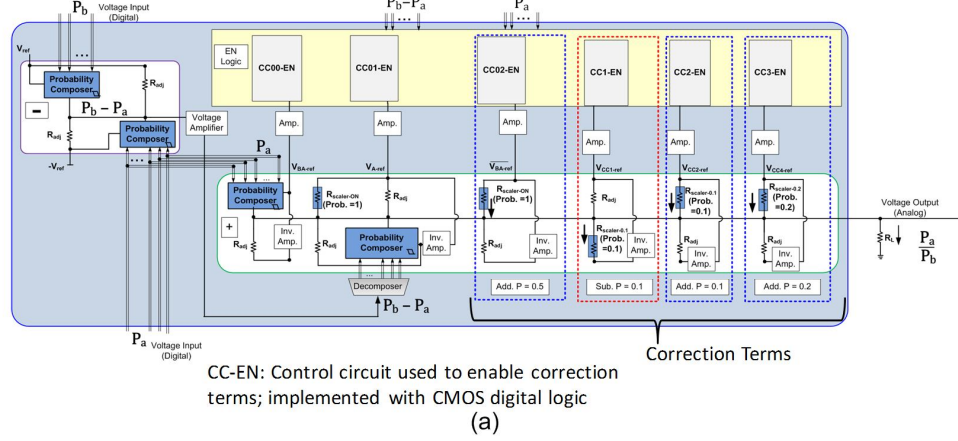 P_b Voltage Input
(Digital)
P_b−P_a
P_a
V_ref
EN
Logic
CC00-EN
CC01-EN
CC02-EN
CC1-EN
CC2-EN
CC3-EN
Probability
Composer
R_adj
−
P_b − P_a
R_adj
Probability
Composer
Voltage
Amplifier
-V_ref
P_a
Amp.
Amp.
Amp.
Amp.
Amp.
Amp.
V_BA-ref
V_A-ref
V_BA-ref
V_CC1-ref
V_CC2-ref
V_CC4-ref
Probability
Composer
R_scaler-ON
(Prob. =1)
R_adj
R_scaler-ON
(Prob. =1)
R_adj
R_scaler-0.1
(Prob.
=0.1)
R_scaler-0.2
(Prob.
=0.2)
Voltage Output
(Analog)
+
R_adj
Inv.
Amp.
Probability
Composer
Inv.
Amp.
R_adj
R_scaler-0.1
(Prob.
=0.1)
Inv.
Amp.
R_adj
Inv.
Amp.
R_adj
Inv.
Amp.
R_L
P_a
P_b
Decomposer
P_b − P_a
Add. P = 0.5
Sub. P = 0.1
Add. P = 0.1
Add. P = 0.2
P_a Voltage Input
(Digital)
Correction Terms
CC-EN: Control circuit used to enable correction
terms; implemented with CMOS digital logic
(a)